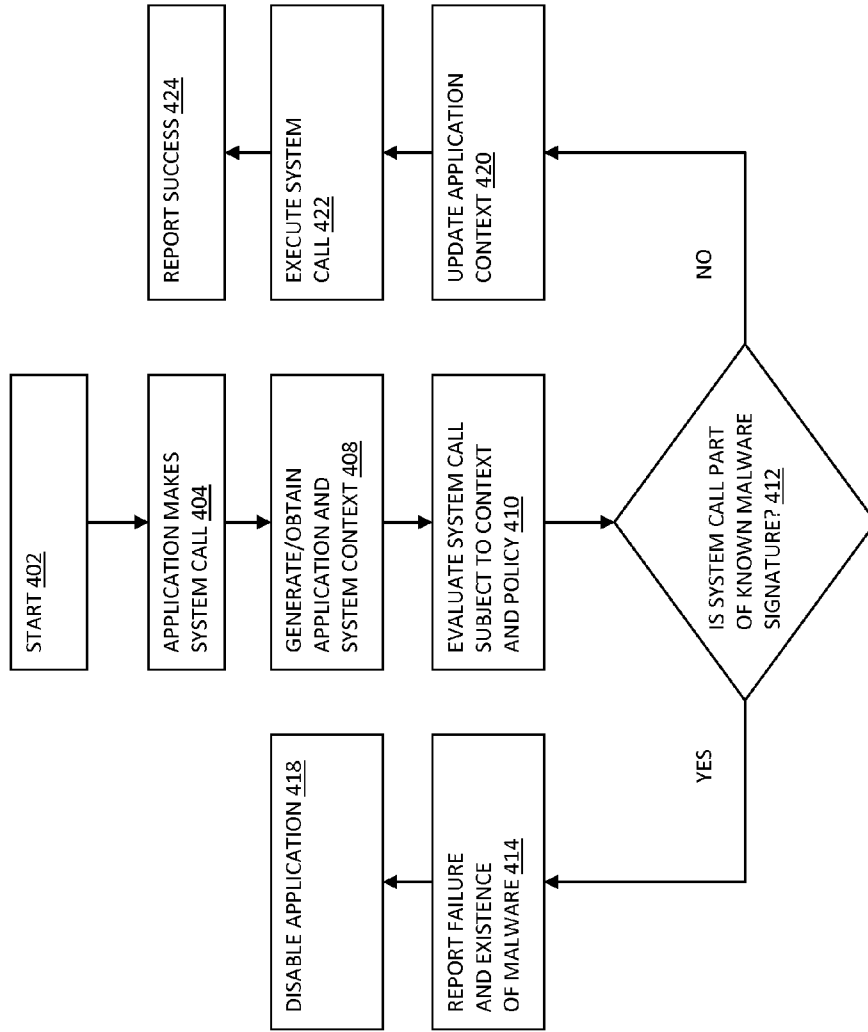 START 402
APPLICATION MAKES
SYSTEM CALL 404
GENERATE/OBTAIN
APPLICATION AND
SYSTEM CONTEXT 408
EVALUATE SYSTEM CALL
SUBJECT TO CONTEXT
AND POLICY 410
IS SYSTEM CALL PART
OF KNOWN MALWARE
SIGNATURE? 412
YES
REPORT FAILURE
AND EXISTENCE
OF MALWARE 414
DISABLE APPLICATION 418
NO
UPDATE APPLICATION
CONTEXT 420
EXECUTE SYSTEM
CALL 422
REPORT SUCCESS 424